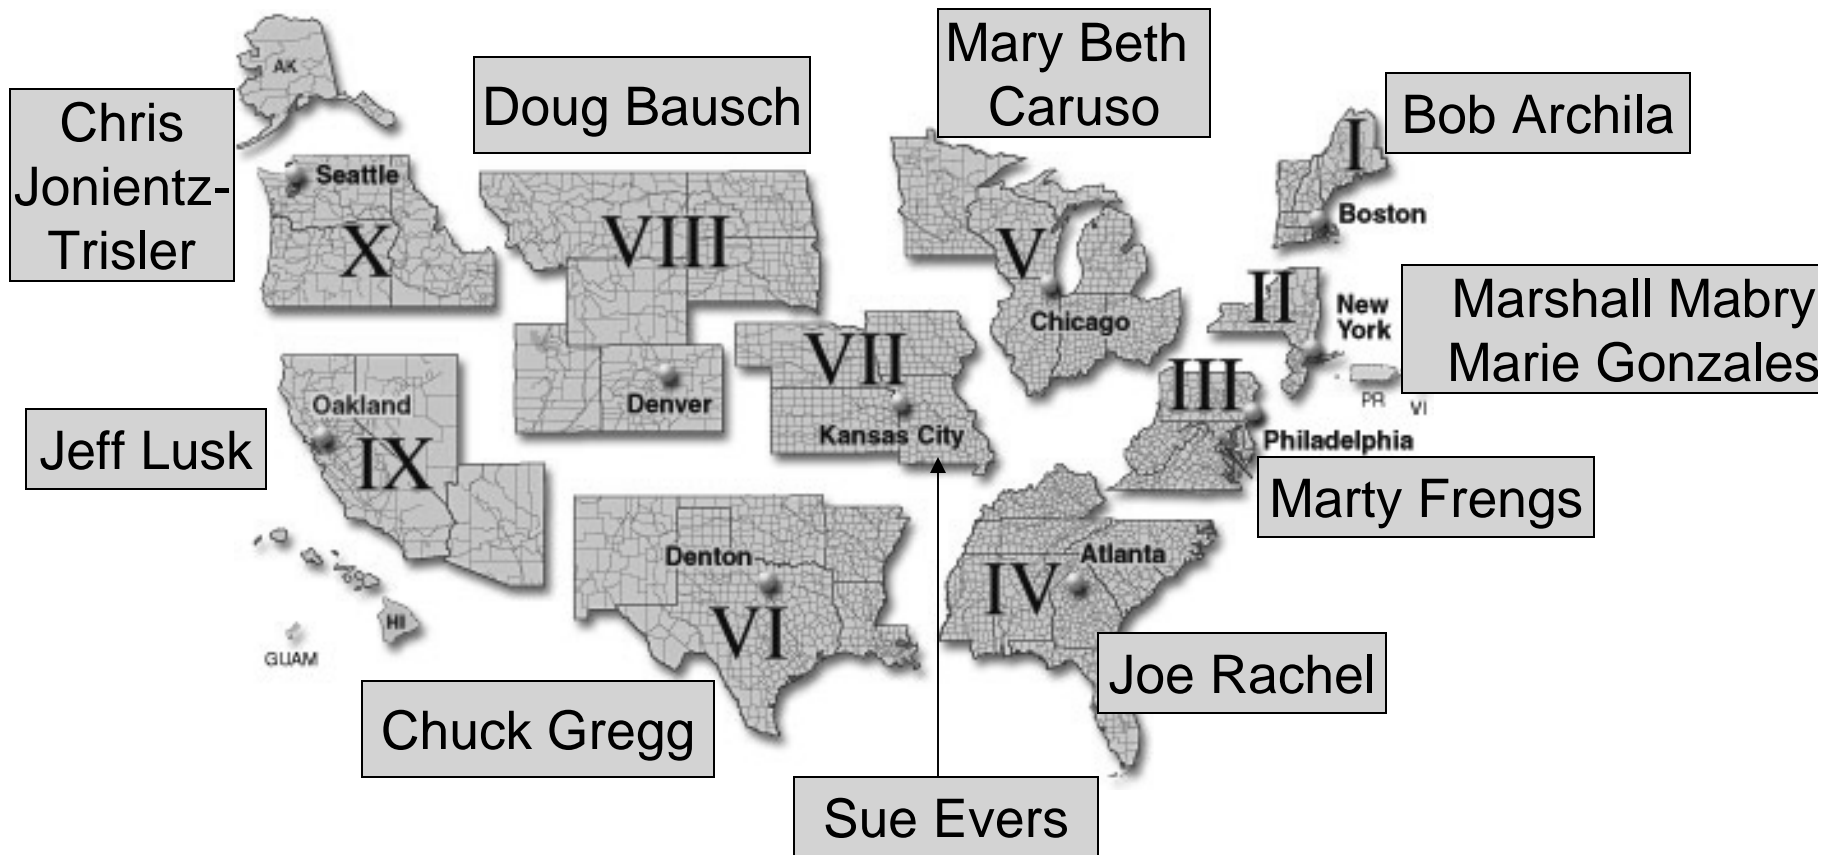 AK
Chris
Jonientz-
Trisler
Seattle
X
Doug Bausch
VIII
Mary Beth
Caruso
V
Chicago
Bob Archila
I
Boston
II
New
York
Marshall Mabry
Marie Gonzales
PR
VI
III
Philadelphia
Marty Frengs
VII
Kansas City
Denver
Oakland
IX
Jeff Lusk
HI
GUAM
Denton
VI
Chuck Gregg
IV
Atlanta
Joe Rachel
Sue Evers